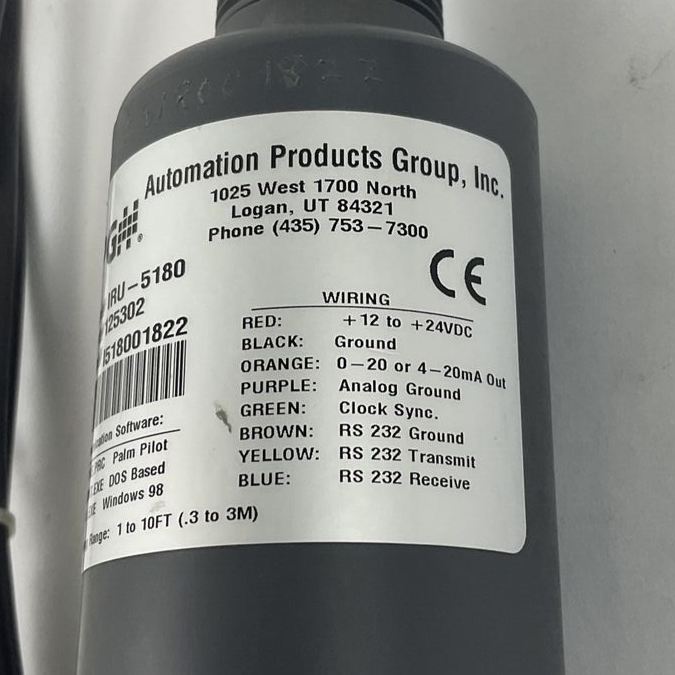 1800 1822
Automation Products Group, Inc.
1025 West 1700 North
Logan, UT 84321
Phone (435) 753-7300
G ®
CE
IRU-5180
125302
I518001822
WIRING
RED: +12 to +24VDC
BLACK: Ground
ORANGE: 0-20 or 4-20mA Out
PURPLE: Analog Ground
GREEN: Clock Sync.
BROWN: RS 232 Ground
YELLOW: RS 232 Transmit
BLUE: RS 232 Receive
Software:
Palm Pilot
.EXE DOS Based
Windows 98
Range: 1 to 10FT (.3 to 3M)